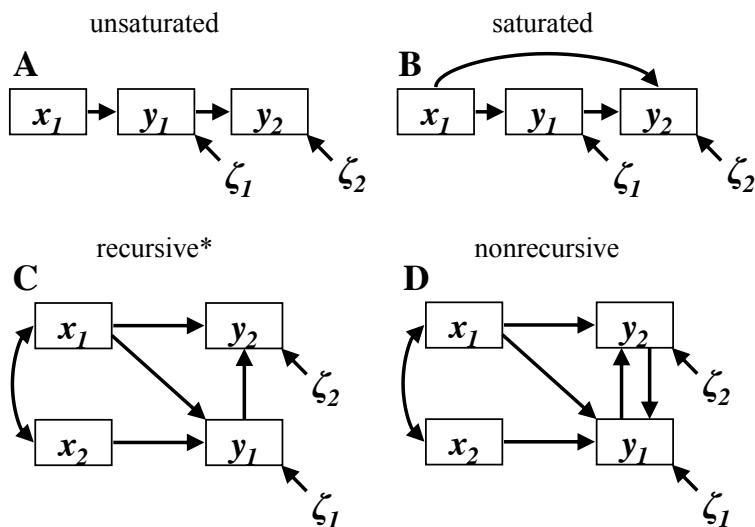 unsaturated
saturated
A
B
x1 y1 y2
x1 y1 y2
ζ1 ζ2
ζ1 ζ2
recursive*
nonrecursive
C
D
x1 y2
x1 y2
ζ2
ζ2
x2 y1
x2 y1
ζ1
ζ1